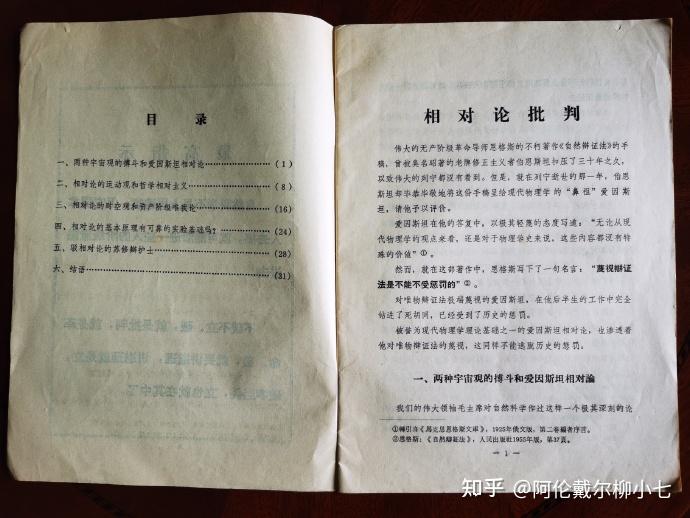 目录
一、两种宇宙观的搏斗和爱因斯坦相对论……………………(1)
二、相对论的运动观和哲学相对主义……………………(8)
三、相对论的时空观和资产阶级唯我论……………………(16)
四、相对论的基本原理有可靠的实验基础吗？……………………(24)
五、驳相对论的苏修辩护士……………………(28)
六、结语……………………(31)
相对论批判
伟大的无产阶级革命导师恩格斯的不朽著作《自然辩证法》的手
稿，曾被臭名昭著的老牌修正主义者伯恩斯坦扣压了三十年之久，
以致伟大的列宁都没有看到。但是，就在列宁逝世的那一年，伯恩
斯坦却毕恭毕敬地将这份手稿呈给现代物理学的“鼻祖”爱因斯
坦，请他予以评价。
爱因斯坦在他的答复中，以极其轻蔑的态度写道：“无论从现
代物理学的观点来看，还是对于物理学史来说，这些内容都没有特
殊的价值”①。
然而，就在这部著作中，恩格斯写下了一句名言：“蔑视辩证
法是不能不受惩罚的”②。
对唯物辩证法极端蔑视的爱因斯坦，在他后半生的工作中完全
钻进了死胡同，已经受到了历史的惩罚。
被誉为现代物理学理论基础之一的爱因斯坦相对论，也渗透着
他对唯物辩证法的蔑视，这同样不能逃脱历史的惩罚。
一、两种宇宙观的搏斗和爱因斯坦相对論
我们的伟大领袖毛主席对自然科学作过这样一个极其深刻的论
①轉引自《馬克思恩格斯文庫》，1925年俄文版，第二卷編者序言。
②恩格斯：《自然辯証法》，人民出版社1955年版，第37頁。
— 1 —
知乎 @阿伦戴尔柳小七